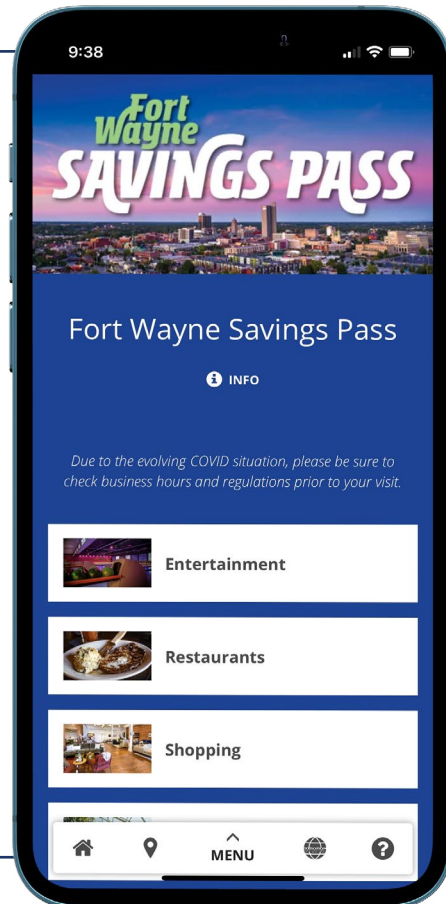 9:38
Fort
Wayne
SAVINGS PASS
Fort Wayne Savings Pass
i INFO
Due to the evolving COVID situation, please be sure to
check business hours and regulations prior to your visit.
Entertainment
Restaurants
Shopping
MENU
?